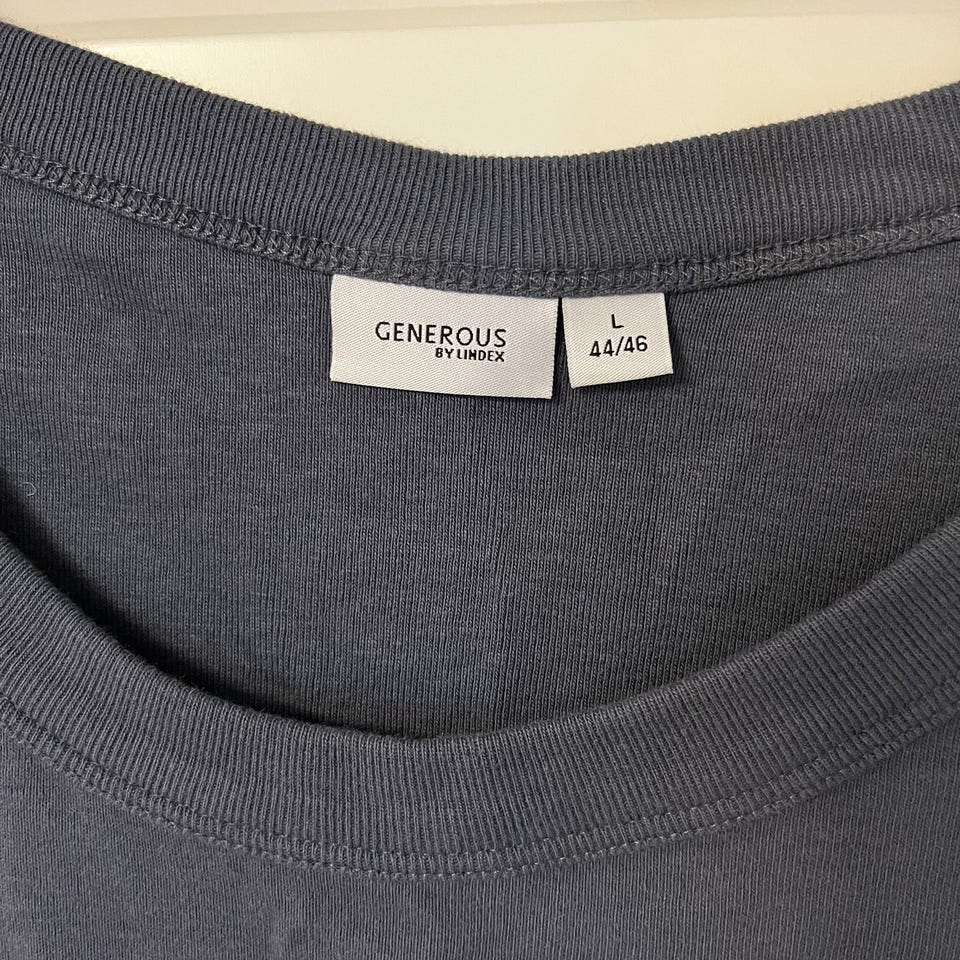 GENEROUS
BY LINDEX
L
44/46